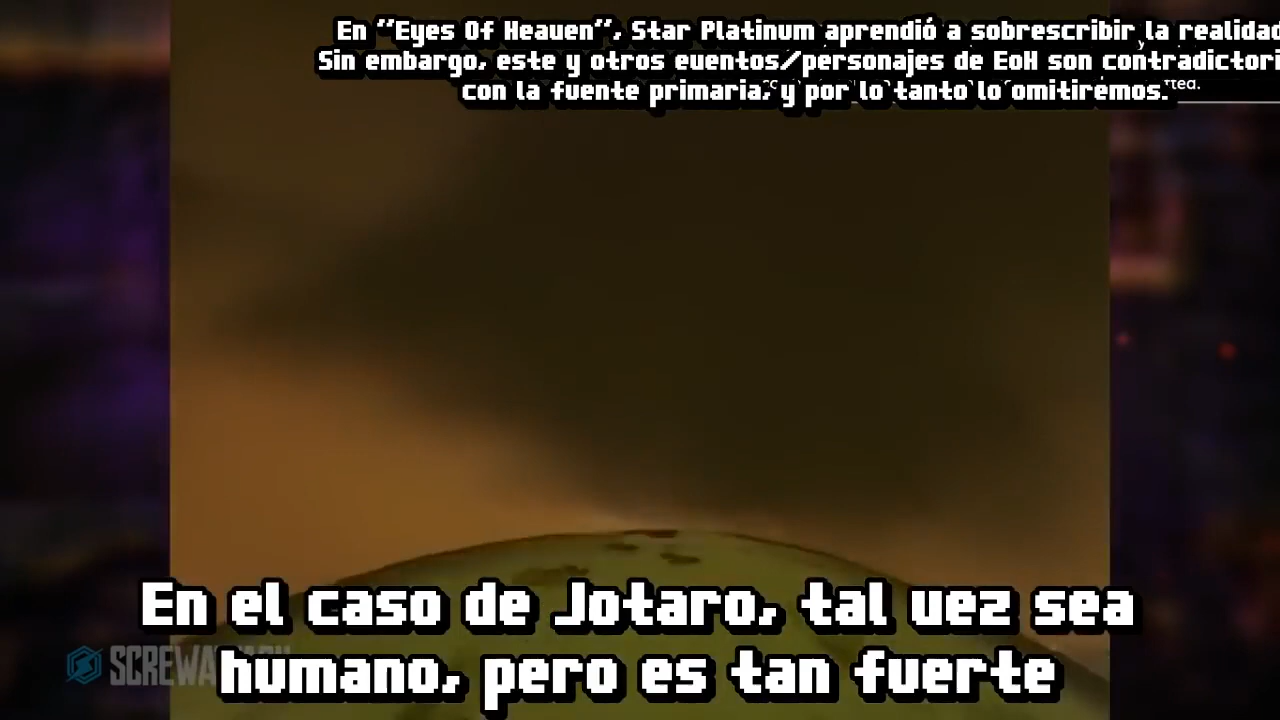 En “Eyes Of Heaven”, Star Platinum aprendió a sobrescribir la realidad
Sin embargo, este y otros eventos/personajes de EoH son contradictori
con la fuente primaria, y por lo tanto lo omitiremos.
En el caso de Jotaro, tal vez sea
humano, pero es tan fuerte